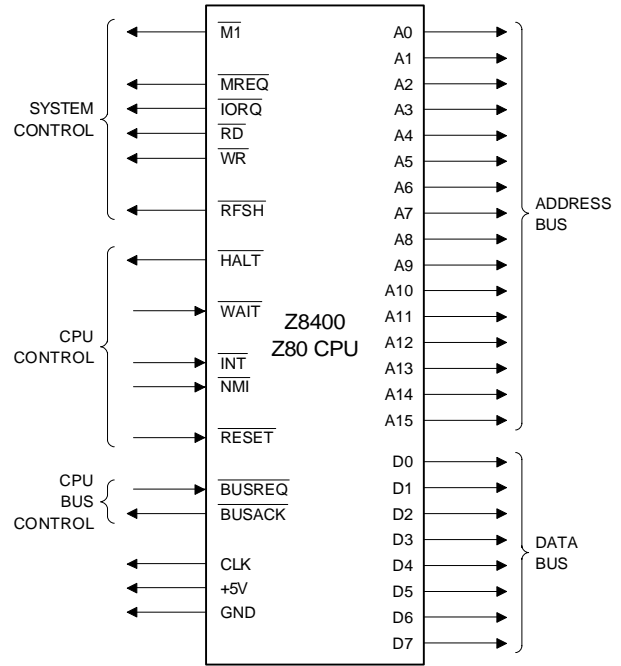 SYSTEM
CONTROL
M1
MREQ
IORQ
RD
WR
RFSH
CPU
CONTROL
HALT
WAIT
INT
NMI
RESET
CPU
BUS
CONTROL
BUSREQ
BUSACK
CLK
+5V
GND
Z8400
Z80 CPU
A0
A1
A2
A3
A4
A5
A6
A7
A8
A9
A10
A11
A12
A13
A14
A15
ADDRESS
BUS
D0
D1
D2
D3
D4
D5
D6
D7
DATA
BUS